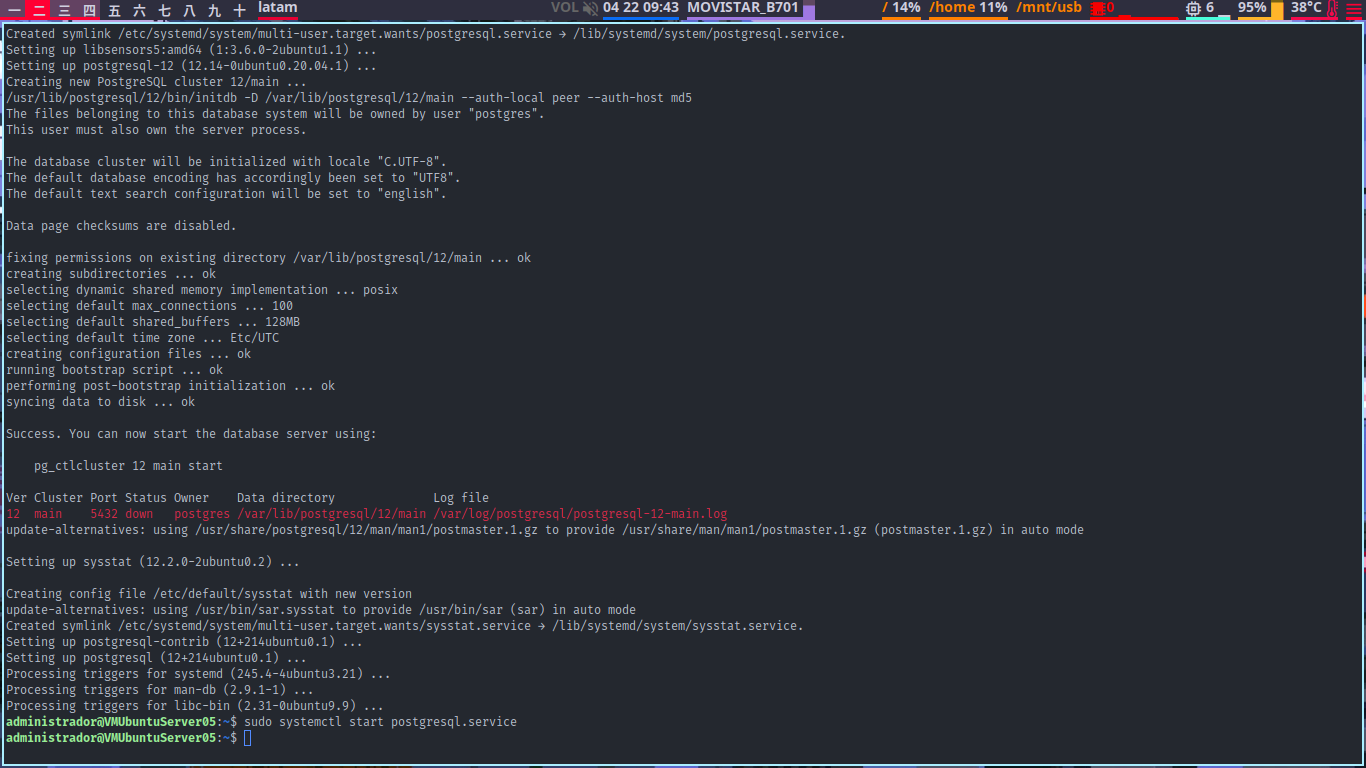 一 二 三 四 五 六 七 八 九 十 latam VOL 04 22 09:43 MOVISTAR_B701 / 14% /home 11% /mnt/usb 0 6 95% 38°C
Created symlink /etc/systemd/system/multi-user.target.wants/postgresql.service → /lib/systemd/system/postgresql.service.
Setting up libsensors5:amd64 (1:3.6.0-2ubuntu1.1) ...
Setting up postgresql-12 (12.14-0ubuntu0.20.04.1) ...
Creating new PostgreSQL cluster 12/main ...
/usr/lib/postgresql/12/bin/initdb -D /var/lib/postgresql/12/main --auth-local peer --auth-host md5
The files belonging to this database system will be owned by user "postgres".
This user must also own the server process.

The database cluster will be initialized with locale "C.UTF-8".
The default database encoding has accordingly been set to "UTF8".
The default text search configuration will be set to "english".

Data page checksums are disabled.

fixing permissions on existing directory /var/lib/postgresql/12/main ... ok
creating subdirectories ... ok
selecting dynamic shared memory implementation ... posix
selecting default max_connections ... 100
selecting default shared_buffers ... 128MB
selecting default time zone ... Etc/UTC
creating configuration files ... ok
running bootstrap script ... ok
performing post-bootstrap initialization ... ok
syncing data to disk ... ok

Success. You can now start the database server using:

    pg_ctlcluster 12 main start

Ver Cluster Port Status Owner    Data directory              Log file
12  main    5432 down   postgres /var/lib/postgresql/12/main /var/log/postgresql/postgresql-12-main.log
update-alternatives: using /usr/share/postgresql/12/man/man1/postmaster.1.gz to provide /usr/share/man/man1/postmaster.1.gz (postmaster.1.gz) in auto mode

Setting up sysstat (12.2.0-2ubuntu0.2) ...

Creating config file /etc/default/sysstat with new version
update-alternatives: using /usr/bin/sar.sysstat to provide /usr/bin/sar (sar) in auto mode
Created symlink /etc/systemd/system/multi-user.target.wants/sysstat.service → /lib/systemd/system/sysstat.service.
Setting up postgresql-contrib (12+214ubuntu0.1) ...
Setting up postgresql (12+214ubuntu0.1) ...
Processing triggers for systemd (245.4-4ubuntu3.21) ...
Processing triggers for man-db (2.9.1-1) ...
Processing triggers for libc-bin (2.31-0ubuntu9.9) ...
administrador@VMUbuntuServer05:~$ sudo systemctl start postgresql.service
administrador@VMUbuntuServer05:~$